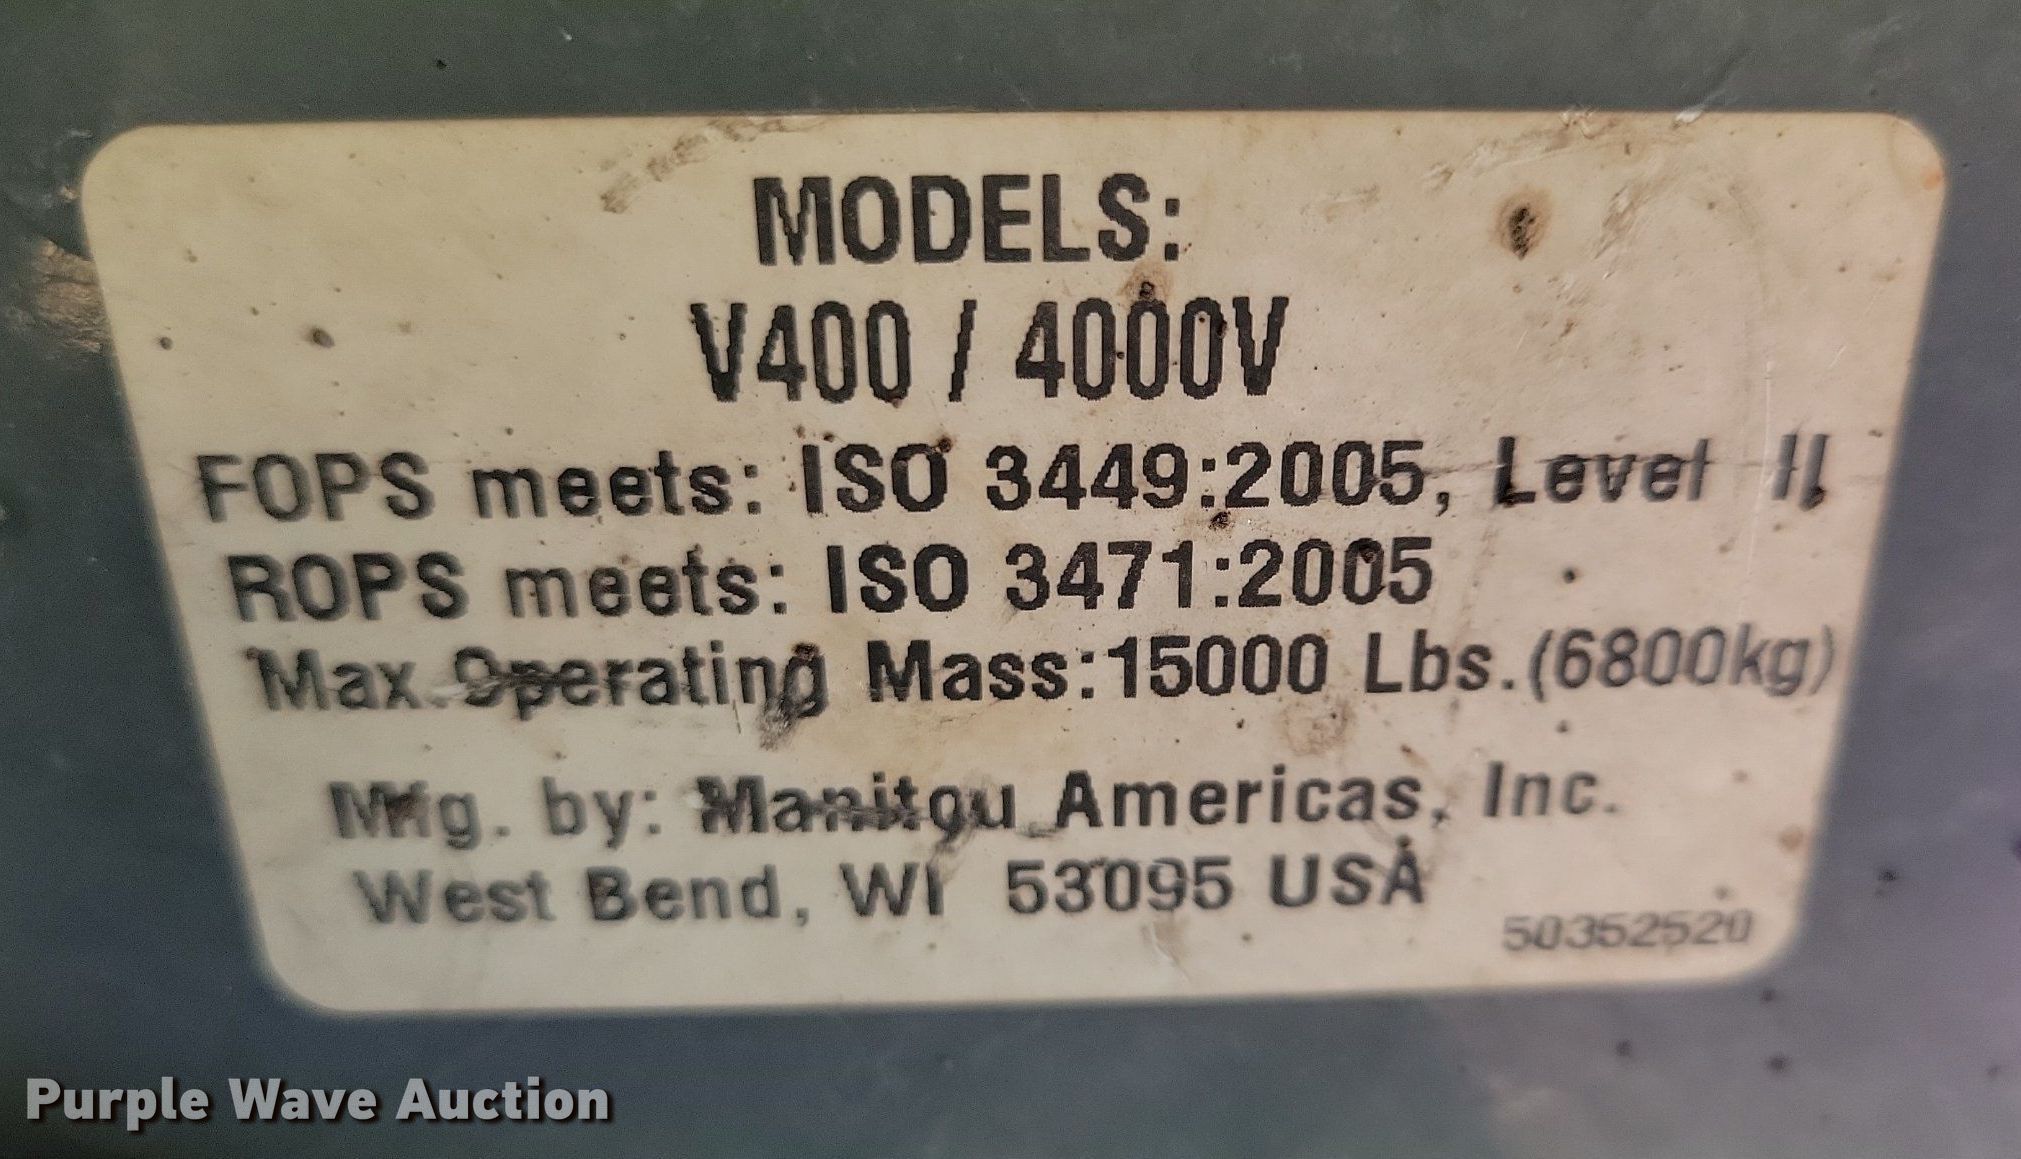 MODELS:
V400 / 4000V
FOPS meets: ISO 3449:2005, Level II
ROPS meets: ISO 3471:2005
Max. Operating Mass:15000 Lbs.(6800kg)
Mfg. by: Manitou Americas, Inc.
West Bend, WI 53095 USA
50352520
Purple Wave Auction